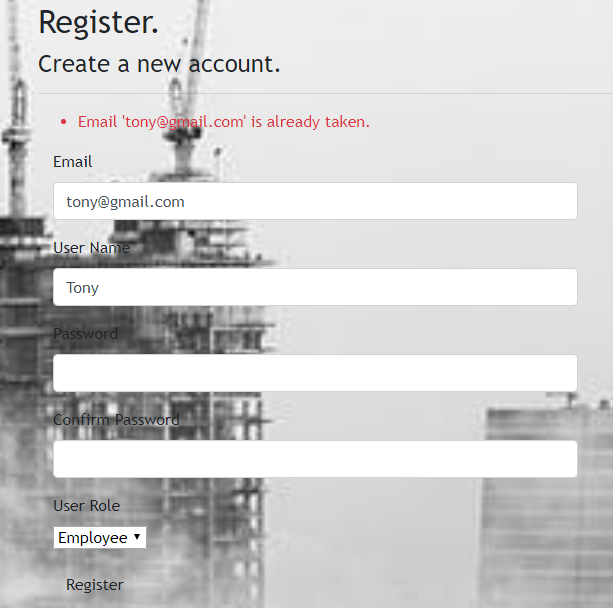 Register.
Create a new account.
Email 'tony@gmail.com' is already taken.
Email
tony@gmail.com
User Name
Tony
Password
Confirm Password
User Role
Employee
Register